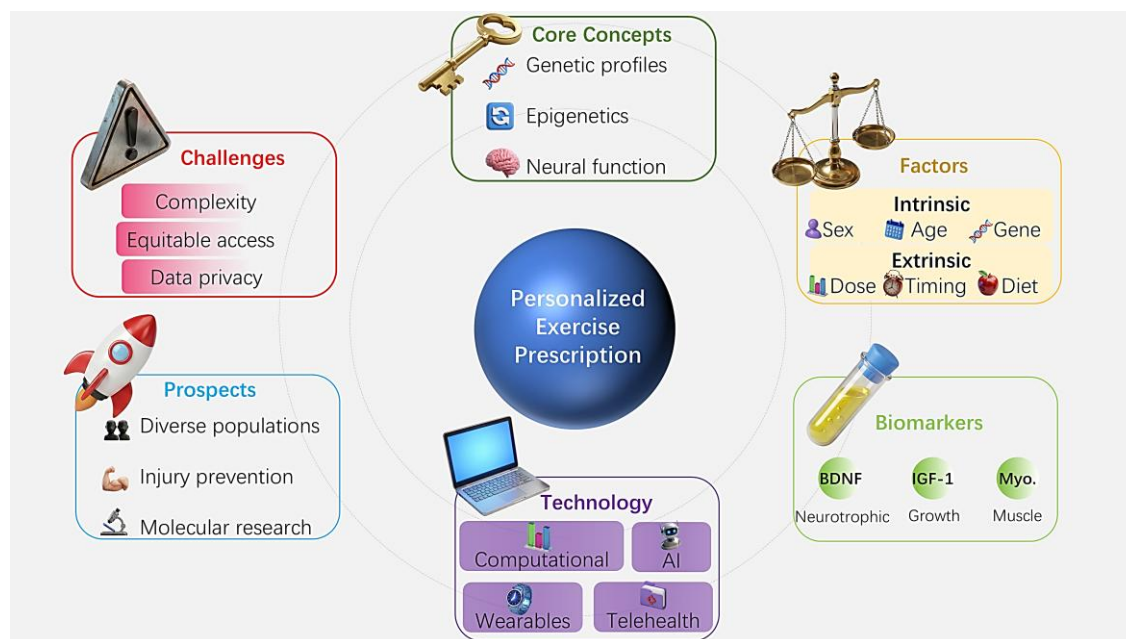 Core Concepts
Genetic profiles
Epigenetics
Neural function
Challenges
Complexity
Equitable access
Data privacy
Factors
Intrinsic
Sex Age Gene
Extrinsic
Dose Timing Diet
Personalized
Exercise
Prescription
Prospects
Diverse populations
Injury prevention
Molecular research
Biomarkers
BDNF IGF-1 Myo.
Neurotrophic Growth Muscle
Technology
Computational AI
Wearables Telehealth